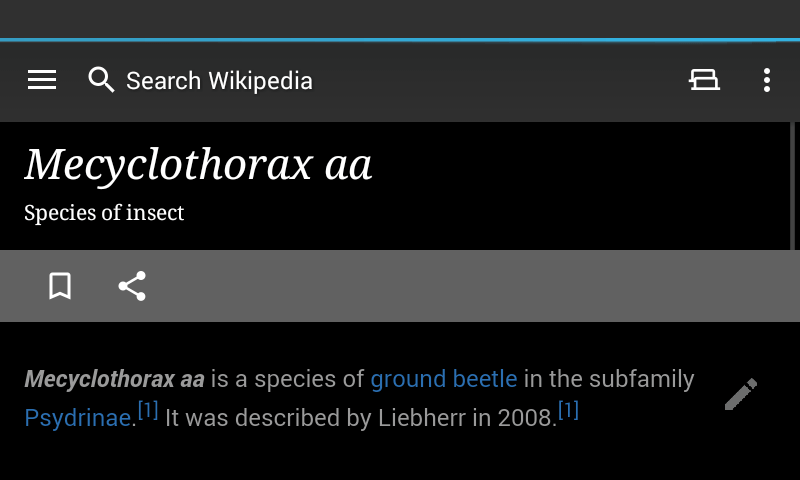 Search Wikipedia
Mecyclothorax aa
Species of insect
Mecyclothorax aa is a species of ground beetle in the subfamily
Psydrinae.[1] It was described by Liebherr in 2008.[1]